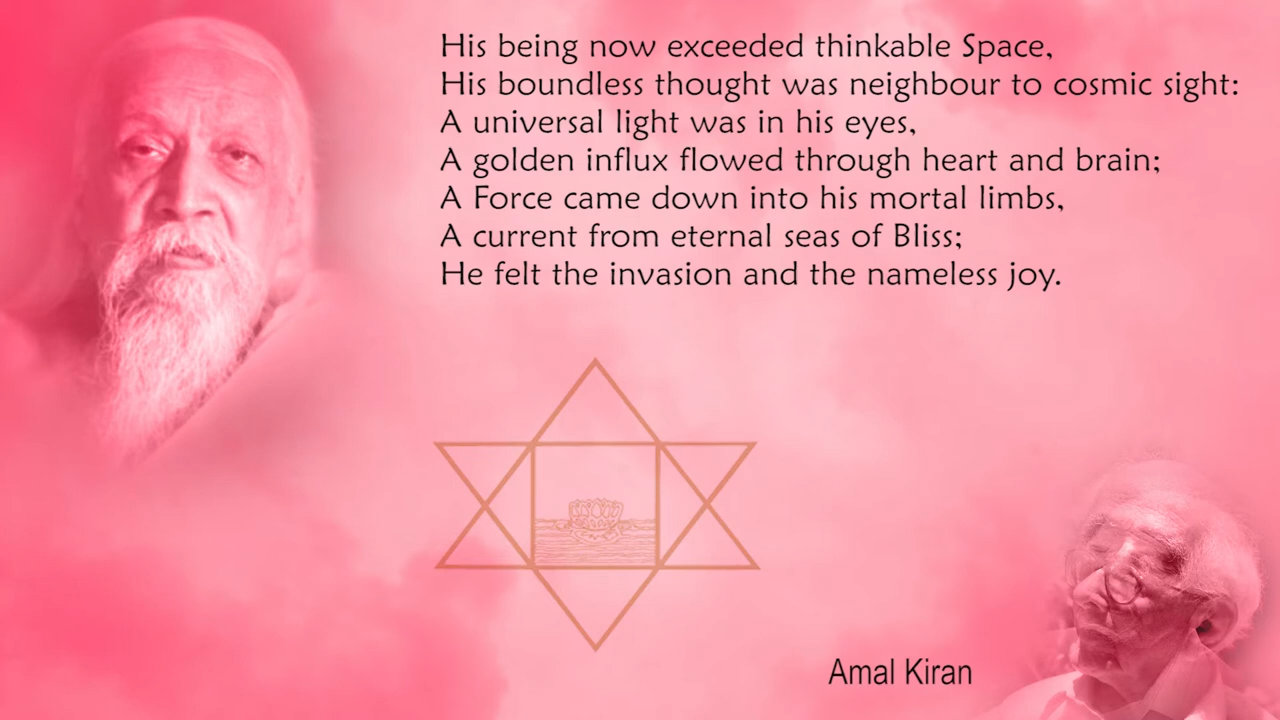 His being now exceeded thinkable Space,
His boundless thought was neighbour to cosmic sight:
A universal light was in his eyes,
A golden influx flowed through heart and brain;
A Force came down into his mortal limbs,
A current from eternal seas of Bliss;
He felt the invasion and the nameless joy.
Amal Kiran